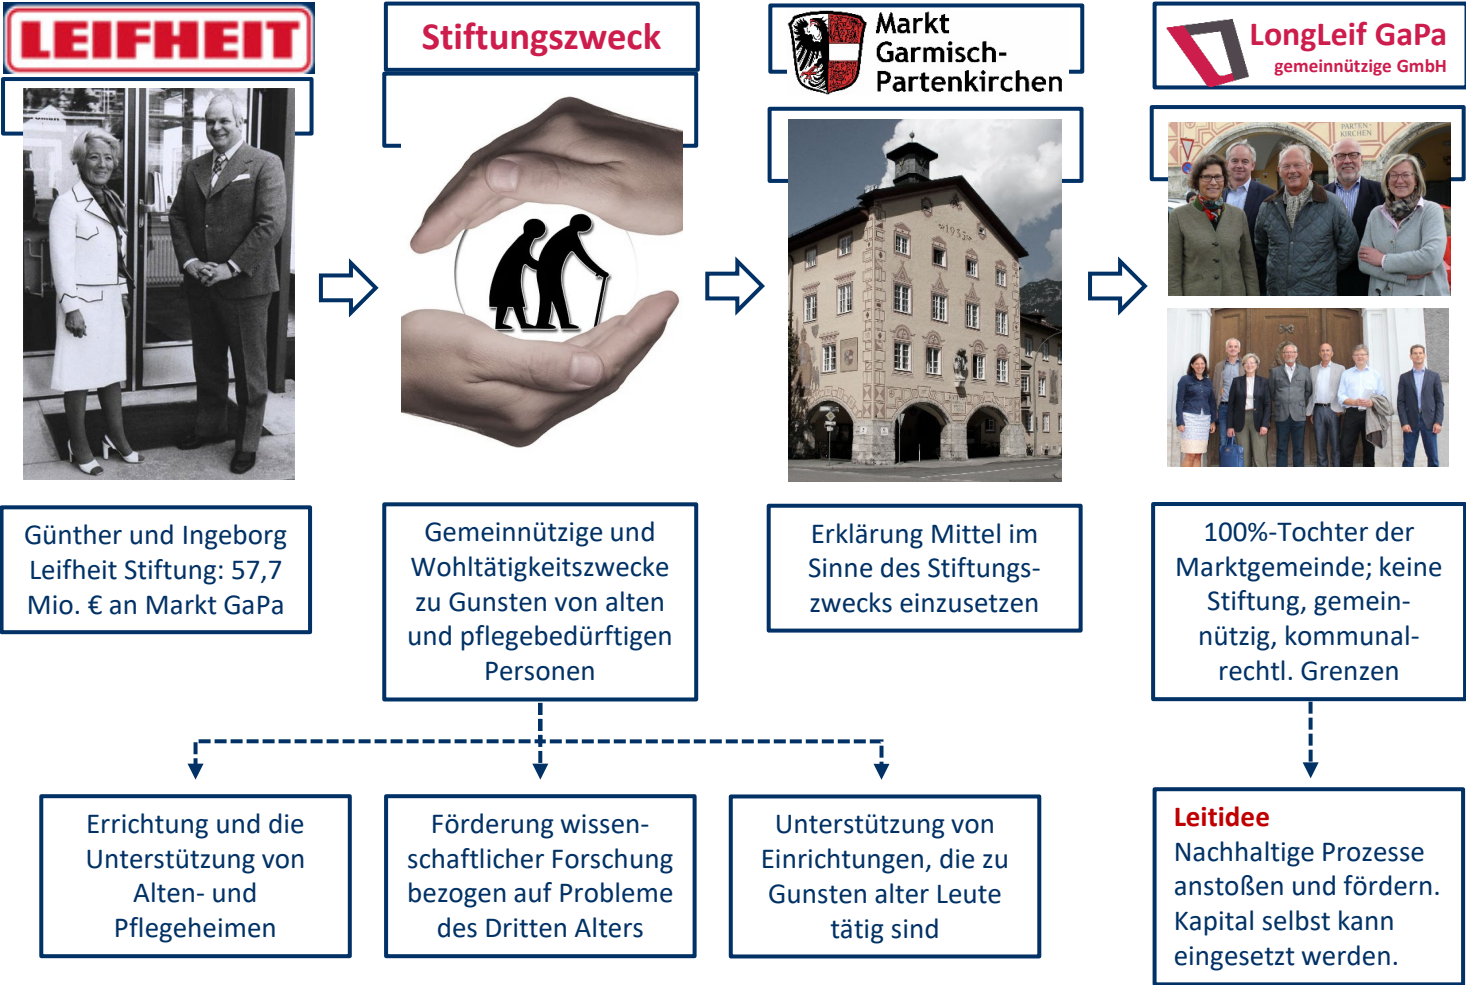 LEIFHEIT
Stiftungszweck
Markt
Garmisch-
Partenkirchen
LongLeif GaPa
gemeinnützige GmbH
PARTEN-
KIRCHEN
1935
Günther und Ingeborg
Leifheit Stiftung: 57,7
Mio. € an Markt GaPa
Gemeinnützige und
Wohltätigkeitszwecke
zu Gunsten von alten
und pflegebedürftigen
Personen
Erklärung Mittel im
Sinne des Stiftungs-
zwecks einzusetzen
100%-Tochter der
Marktgemeinde; keine
Stiftung, gemein-
nützig, kommunal-
rechtl. Grenzen
Errichtung und die
Unterstützung von
Alten- und
Pflegeheimen
Förderung wissen-
schaftlicher Forschung
bezogen auf Probleme
des Dritten Alters
Unterstützung von
Einrichtungen, die zu
Gunsten alter Leute
tätig sind
Leitidee
Nachhaltige Prozesse
anstoßen und fördern.
Kapital selbst kann
eingesetzt werden.